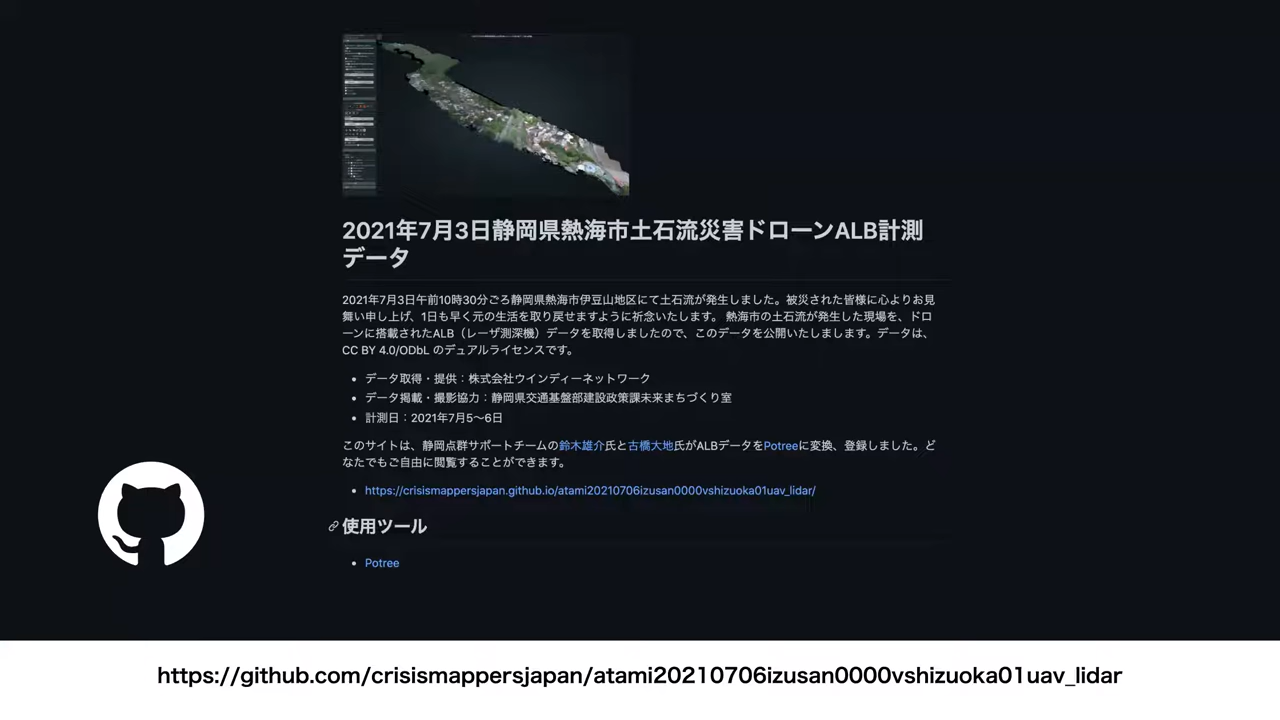 2021年7月3日静岡県熱海市土石流災害ドローンALB計測
データ
2021年7月3日午前10時30分ごろ静岡県熱海市伊豆山地区にて土石流が発生しました。被災された皆様に心よりお見
舞い申し上げ、1日も早く元の生活を取り戻せますように祈念いたします。 熱海市の土石流が発生した現場を、ドロ
ーンに搭載されたALB（レーザ測深機）データを取得しましたので、このデータを公開いたしまします。データは、
CC BY 4.0/ODbL のデュアルライセンスです。
• データ取得・提供：株式会社ウインディーネットワーク
• データ掲載・撮影協力：静岡県交通基盤部建設政策課未来まちづくり室
• 計測日：2021年7月5〜6日
このサイトは、静岡点群サポートチームの鈴木雄介氏と古橋大地氏がALBデータをPotreeに変換、登録しました。ど
なたでもご自由に閲覧することができます。
• https://crisismappersjapan.github.io/atami20210706izusan0000vshizuoka01uav_lidar/
使用ツール
• Potree
https://github.com/crisismappersjapan/atami20210706izusan0000vshizuoka01uav_lidar